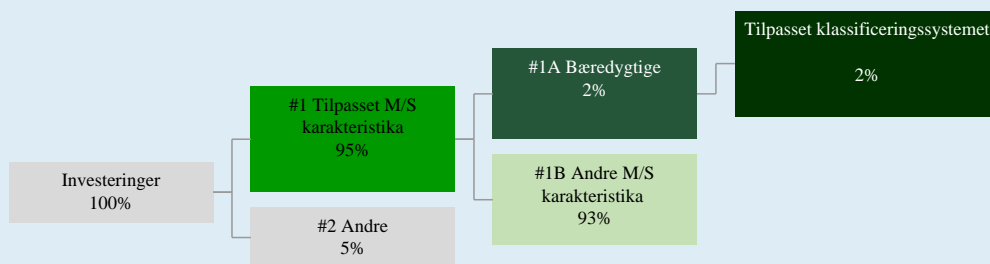 Investeringer
100%
#1 Tilpasset M/S
karakteristika
95%
#2 Andre
5%
#1A Bæredygtige
2%
#1B Andre M/S
karakteristika
93%
Tilpasset klassificeringssystemet
2%